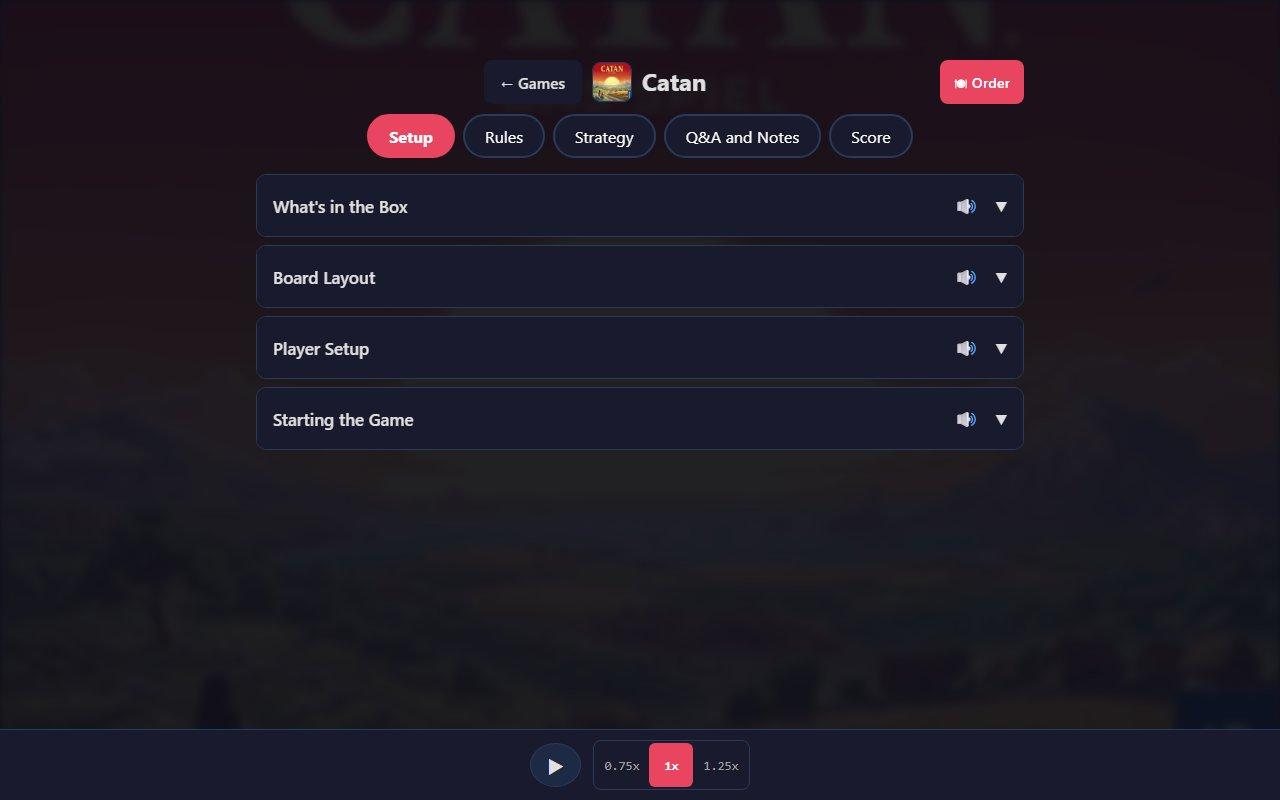 CATAN
← Games
CATAN
Catan
Order
Setup
Rules
Strategy
Q&A and Notes
Score
What's in the Box
Board Layout
Player Setup
Starting the Game
0.75x
1x
1.25x